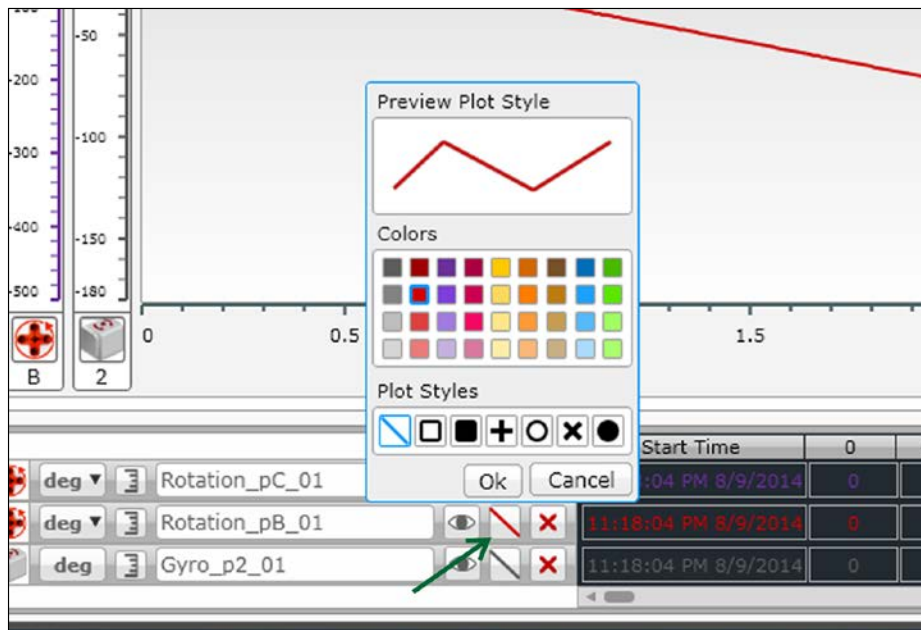 -100
-200
-300
-400
-500
B
-50
-100
-150
-180
2
0
0.5
1.5
Preview Plot Style
Colors
Plot Styles
Ok Cancel
Start Time 0
deg Rotation_pC_01 :04 PM 8/9/2014 0
deg Rotation_pB_01 11:18:04 PM 8/9/2014 0
deg Gyro_p2_01 11:18:04 PM 8/9/2014 0